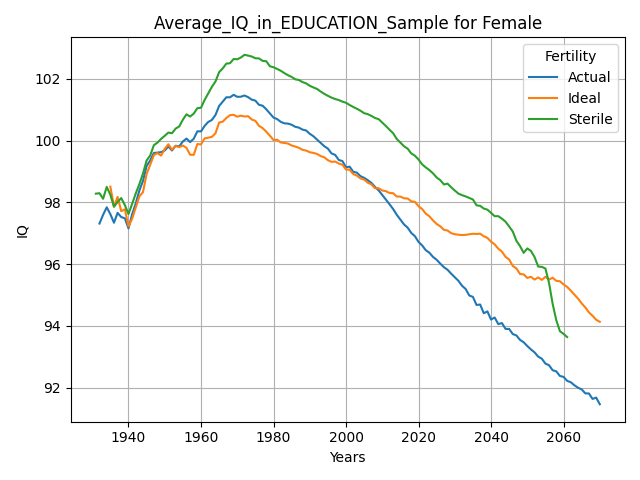 Average_IQ_in_EDUCATION_Sample for Female
Fertility
Actual
Ideal
Sterile
IQ
102
100
98
96
94
92
1940 1960 1980 2000 2020 2040 2060
Years